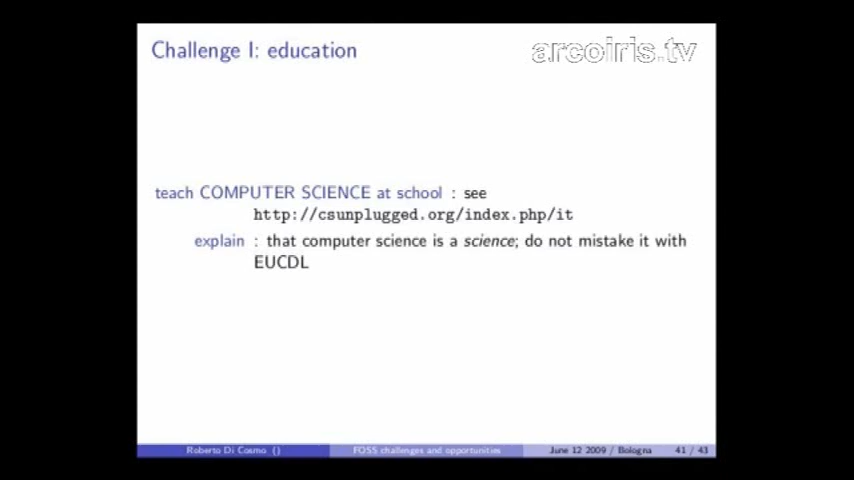 Challenge I: education
arcoiris.tv
teach COMPUTER SCIENCE at school : see
http://csunplugged.org/index.php/it
explain : that computer science is a science; do not mistake it with
EUCDL
Roberto Di Cosmo () FOSS challenges and opportunities June 12 2009 / Bologna 41 / 43